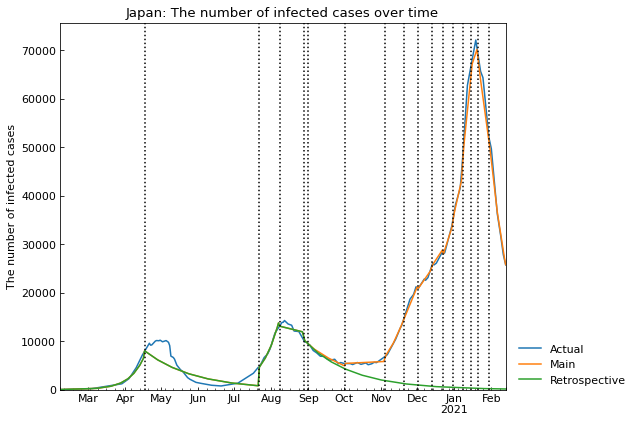 Japan: The number of infected cases over time
The number of infected cases
70000
60000
50000
40000
30000
20000
10000
0
Mar Apr May Jun Jul Aug Sep Oct Nov Dec Jan Feb
2021
Actual
Main
Retrospective